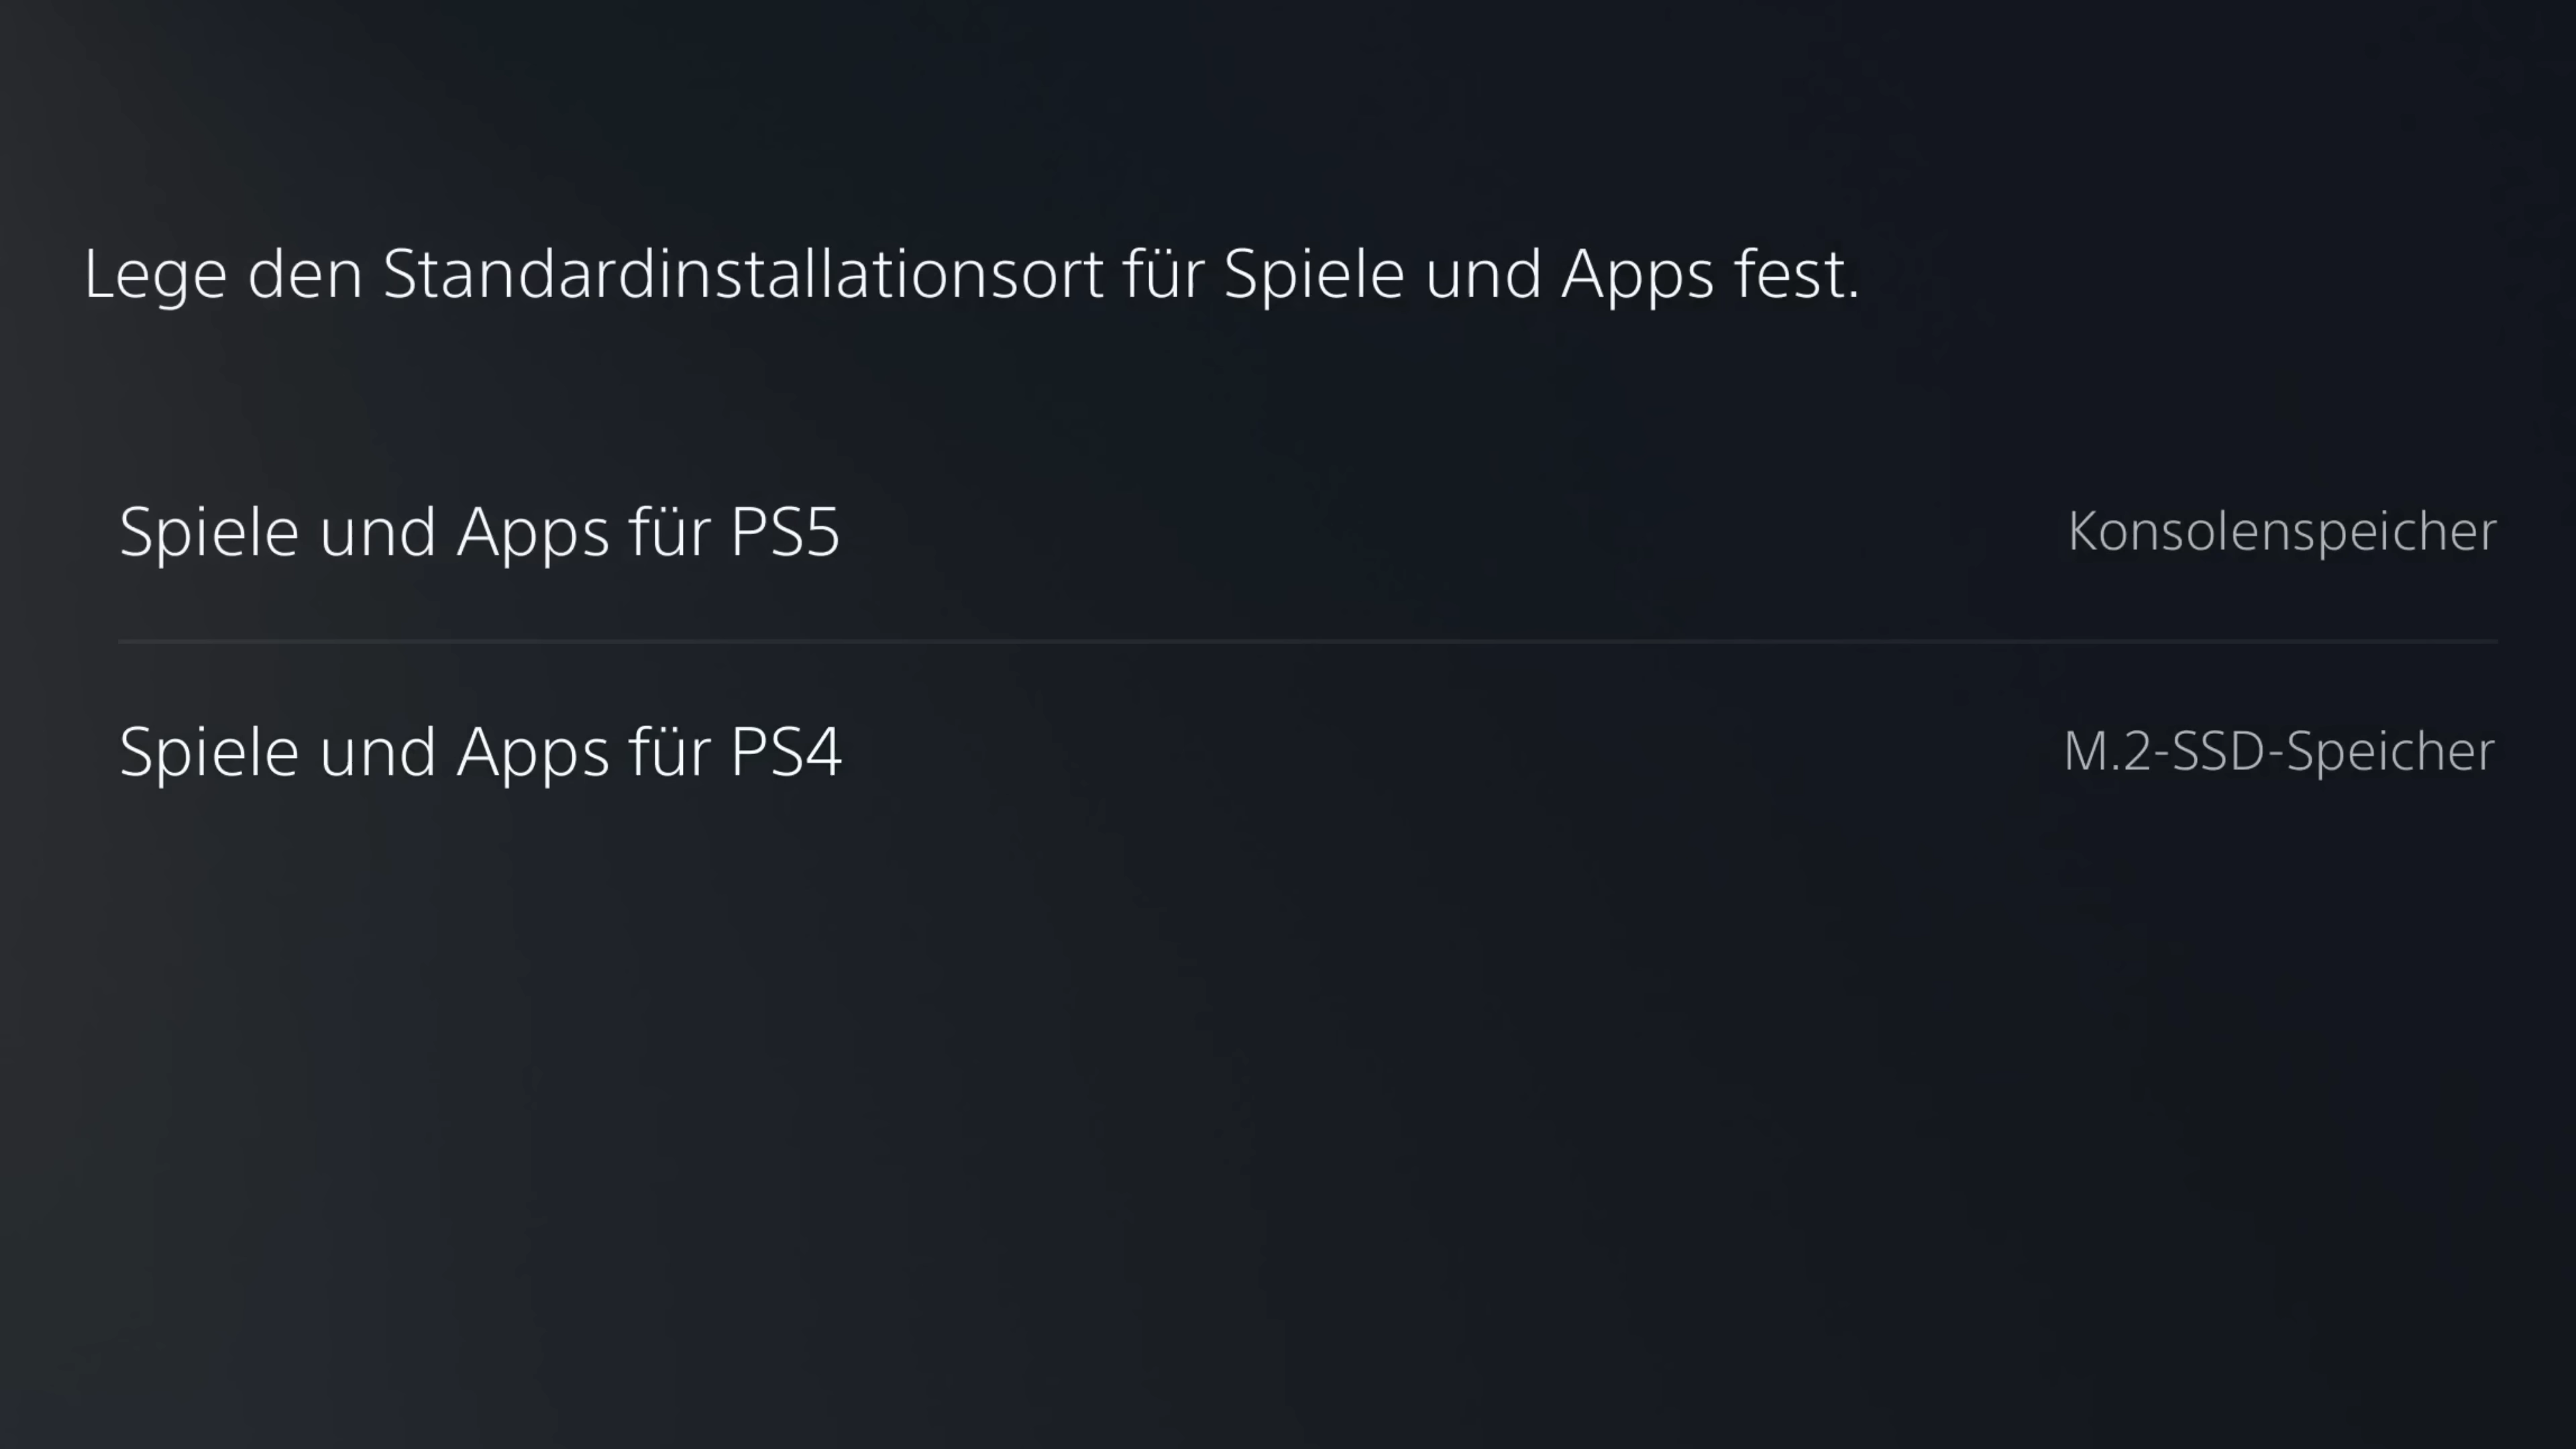 Lege den Standardinstallationsort für Spiele und Apps fest.
Spiele und Apps für PS5 Konsolenspeicher
Spiele und Apps für PS4 M.2-SSD-Speicher